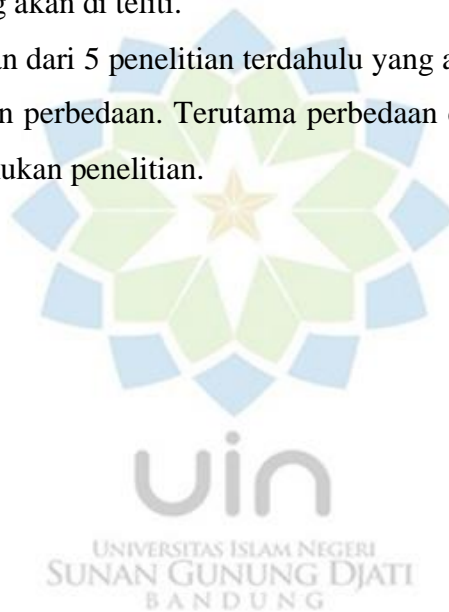 g akan di teliti.
n dari 5 penelitian terdahulu yang a
n perbedaan. Terutama perbedaan
ukan penelitian.
uin
UNIVERSITAS ISLAM NEGERI
SUNAN GUNUNG DJATI
BANDUNG